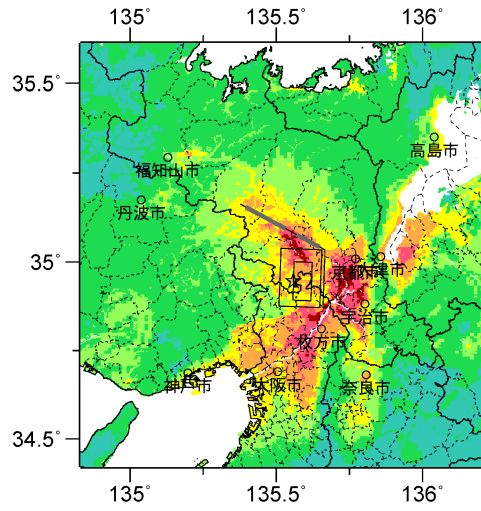 135˚ 135.5˚ 136˚
35.5˚
高島市
福知山市
丹波市
35˚
京都市
大津市
宇治市
枚方市
神戸市
大阪市
奈良市
34.5˚
135˚ 135.5˚ 136˚